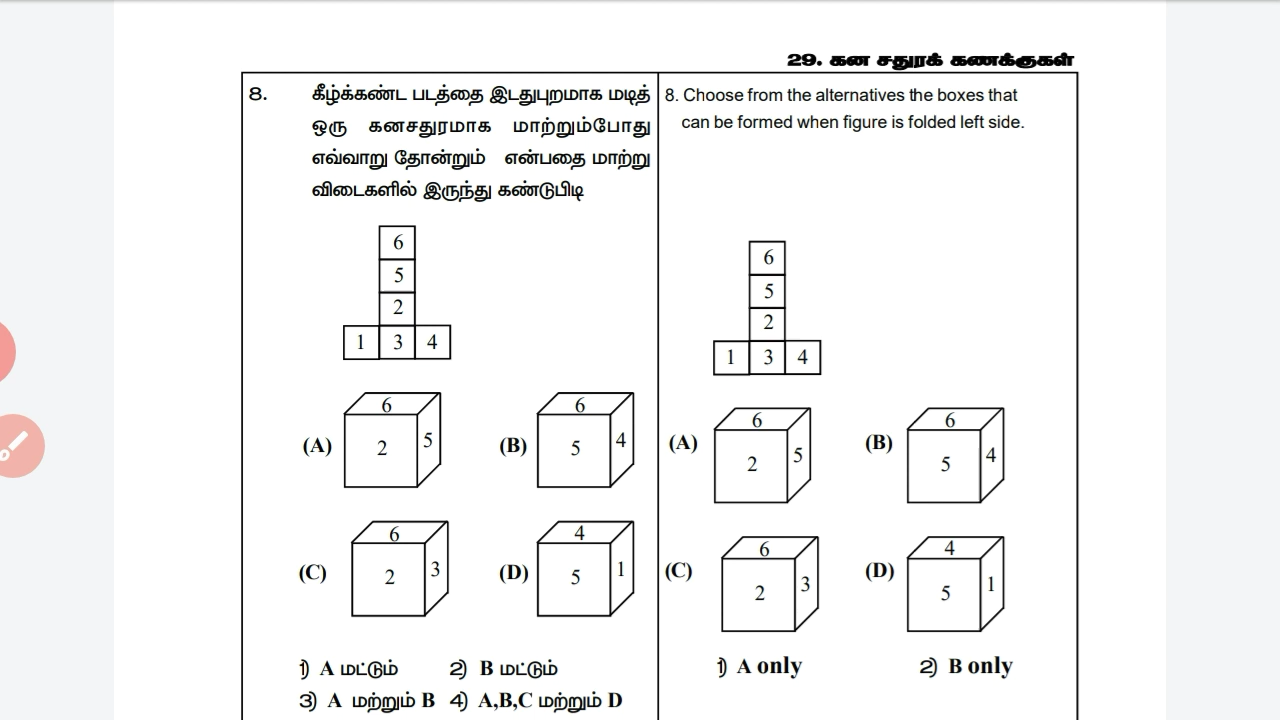 29. கன சதுரக் கணக்குகள்
8. கீழ்க்கண்ட படத்தை இடதுபுறமாக மடித்
ஒரு கனசதுரமாக மாற்றும்போது
எவ்வாறு தோன்றும் என்பதை மாற்று
விடைகளில் இருந்து கண்டுபிடி
6
5
2
1 3 4
(A) 6 2 5 (B) 6 5 4
(C) 6 2 3 (D) 4 5 1
1) A மட்டும் 2) B மட்டும்
3) A மற்றும் B 4) A,B,C மற்றும் D
8. Choose from the alternatives the boxes that
can be formed when figure is folded left side.
6
5
2
1 3 4
(A) 6 2 5 (B) 6 5 4
(C) 6 2 3 (D) 4 5 1
1) A only 2) B only